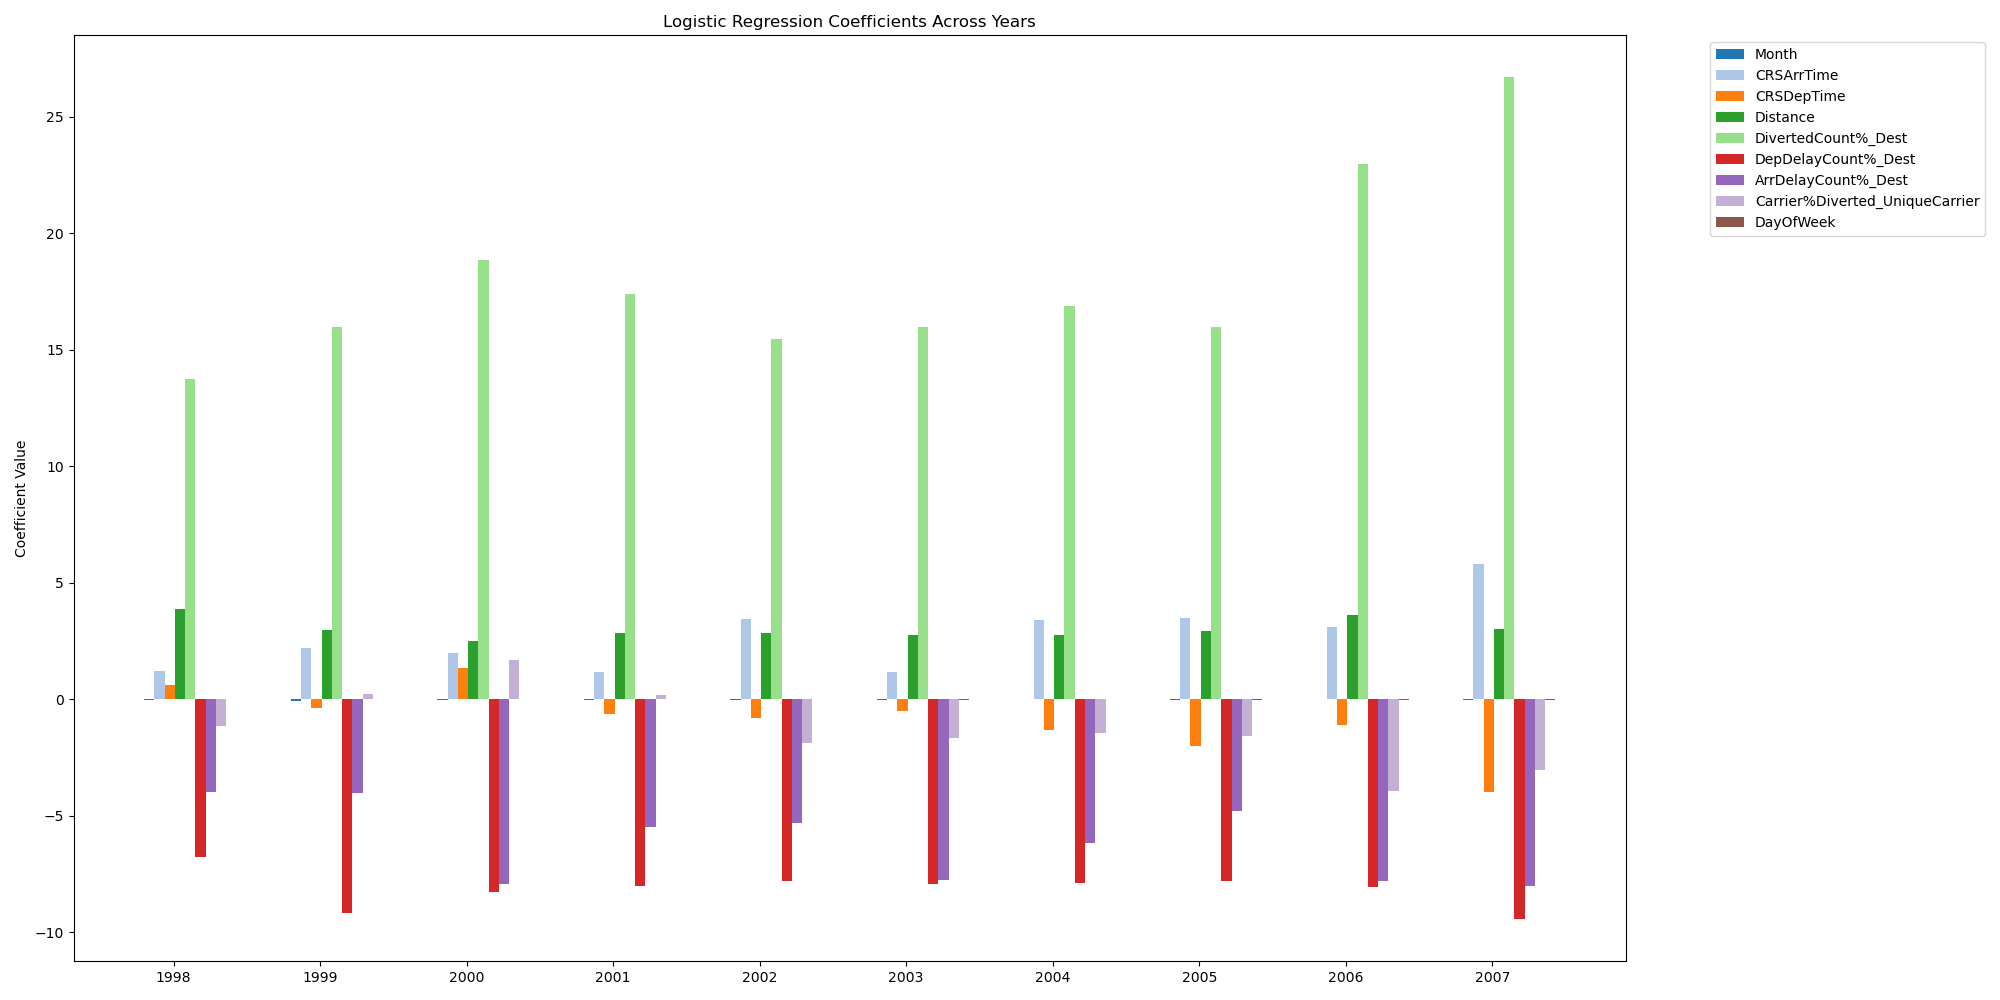 Logistic Regression Coefficients Across Years
Coefficient Value
25
20
15
10
5
0
−5
−10
1998 1999 2000 2001 2002 2003 2004 2005 2006 2007
Month
CRSArrTime
CRSDepTime
Distance
DivertedCount%_Dest
DepDelayCount%_Dest
ArrDelayCount%_Dest
Carrier%Diverted_UniqueCarrier
DayOfWeek